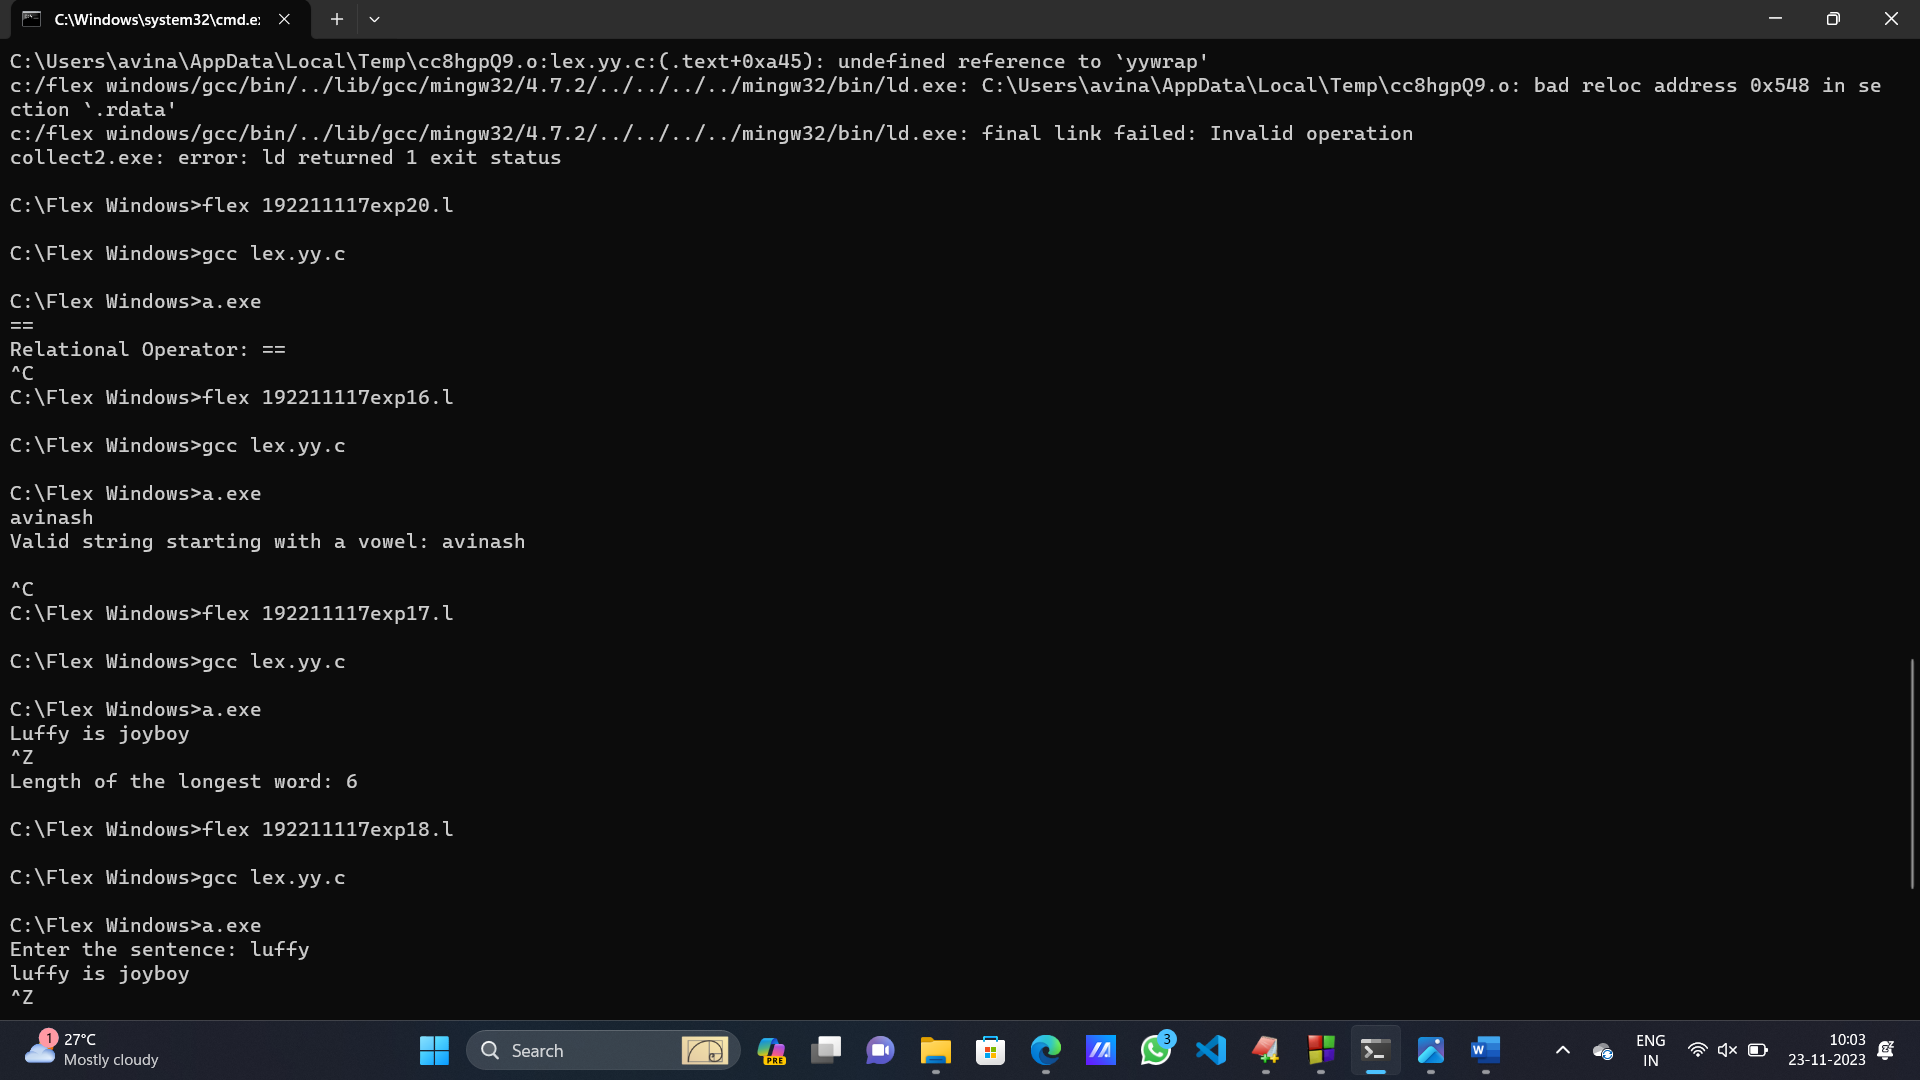 C:\Windows\system32\cmd.e
C:\Users\avina\AppData\Local\Temp\cc8hgpQ9.o:lex.yy.c:(.text+0xa45): undefined reference to `yywrap'
c:/flex windows/gcc/bin/../lib/gcc/mingw32/4.7.2/../../../../mingw32/bin/ld.exe: C:\Users\avina\AppData\Local\Temp\cc8hgpQ9.o: bad reloc address 0x548 in se
ction `.rdata'
c:/flex windows/gcc/bin/../lib/gcc/mingw32/4.7.2/../../../../mingw32/bin/ld.exe: final link failed: Invalid operation
collect2.exe: error: ld returned 1 exit status
C:\Flex Windows>flex 192211117exp20.l
C:\Flex Windows>gcc lex.yy.c
C:\Flex Windows>a.exe
==
Relational Operator: ==
^C
C:\Flex Windows>flex 192211117exp16.l
C:\Flex Windows>gcc lex.yy.c
C:\Flex Windows>a.exe
avinash
Valid string starting with a vowel: avinash
^C
C:\Flex Windows>flex 192211117exp17.l
C:\Flex Windows>gcc lex.yy.c
C:\Flex Windows>a.exe
Luffy is joyboy
^Z
Length of the longest word: 6
C:\Flex Windows>flex 192211117exp18.l
C:\Flex Windows>gcc lex.yy.c
C:\Flex Windows>a.exe
Enter the sentence: luffy
luffy is joyboy
^Z
1
27°C
Mostly cloudy
Search
PRE
3
W
ENG
IN
10:03
23-11-2023